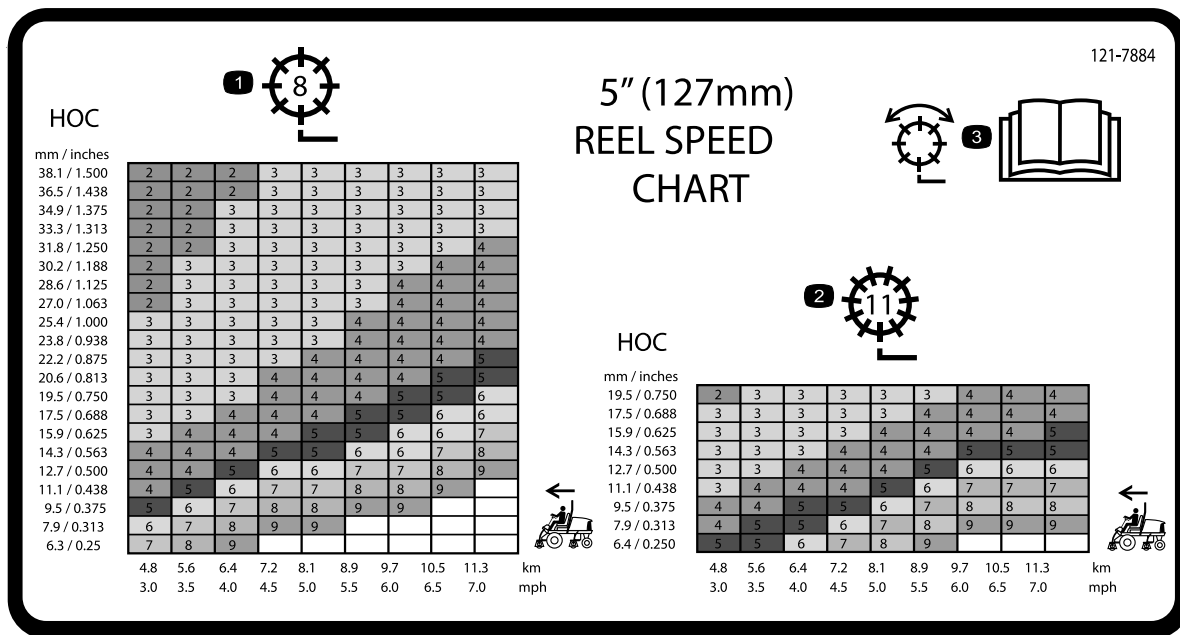 121-7884
1
8
5” (127mm)
REEL SPEED
CHART
3
HOC
mm / inches
38.1 / 1.500 2 2 2 3 3 3 3 3 3
36.5 / 1.438 2 2 2 3 3 3 3 3 3
34.9 / 1.375 2 2 3 3 3 3 3 3 3
33.3 / 1.313 2 2 3 3 3 3 3 3 3
31.8 / 1.250 2 2 3 3 3 3 3 3 4
30.2 / 1.188 2 3 3 3 3 3 3 4 4
28.6 / 1.125 2 3 3 3 3 3 4 4 4
27.0 / 1.063 2 3 3 3 3 3 4 4 4
25.4 / 1.000 3 3 3 3 3 4 4 4 4
23.8 / 0.938 3 3 3 3 3 4 4 4 4
22.2 / 0.875 3 3 3 3 4 4 4 4 5
20.6 / 0.813 3 3 3 4 4 4 4 5 5
19.5 / 0.750 3 3 3 4 4 4 5 5 6
17.5 / 0.688 3 3 4 4 4 5 5 6 6
15.9 / 0.625 3 4 4 4 5 5 6 6 7
14.3 / 0.563 4 4 4 5 5 6 6 7 8
12.7 / 0.500 4 4 5 6 6 7 7 8 9
11.1 / 0.438 4 5 6 7 7 8 8 9
9.5 / 0.375 5 6 7 8 8 9 9
7.9 / 0.313 6 7 8 9 9
6.3 / 0.25 7 8 9
4.8 5.6 6.4 7.2 8.1 8.9 9.7 10.5 11.3 km
3.0 3.5 4.0 4.5 5.0 5.5 6.0 6.5 7.0 mph
2
11
HOC
mm / inches
19.5 / 0.750 2 3 3 3 3 3 4 4 4
17.5 / 0.688 3 3 3 3 3 4 4 4 4
15.9 / 0.625 3 3 3 3 4 4 4 4 5
14.3 / 0.563 3 3 3 4 4 4 5 5 5
12.7 / 0.500 3 3 4 4 4 5 6 6 6
11.1 / 0.438 3 4 4 4 5 6 7 7 7
9.5 / 0.375 4 4 5 5 6 7 8 8 8
7.9 / 0.313 4 5 5 6 7 8 9 9 9
6.4 / 0.250 5 5 6 7 8 9
4.8 5.6 6.4 7.2 8.1 8.9 9.7 10.5 11.3 km
3.0 3.5 4.0 4.5 5.0 5.5 6.0 6.5 7.0 mph